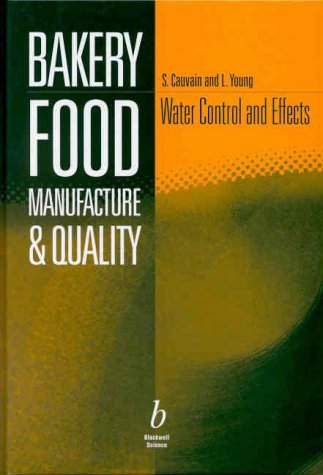 BAKERY
FOOD
MANUFACTURE
& QUALITY
S. Cauvain and L. Young
Water Control and Effects
b
Blackwell
Science